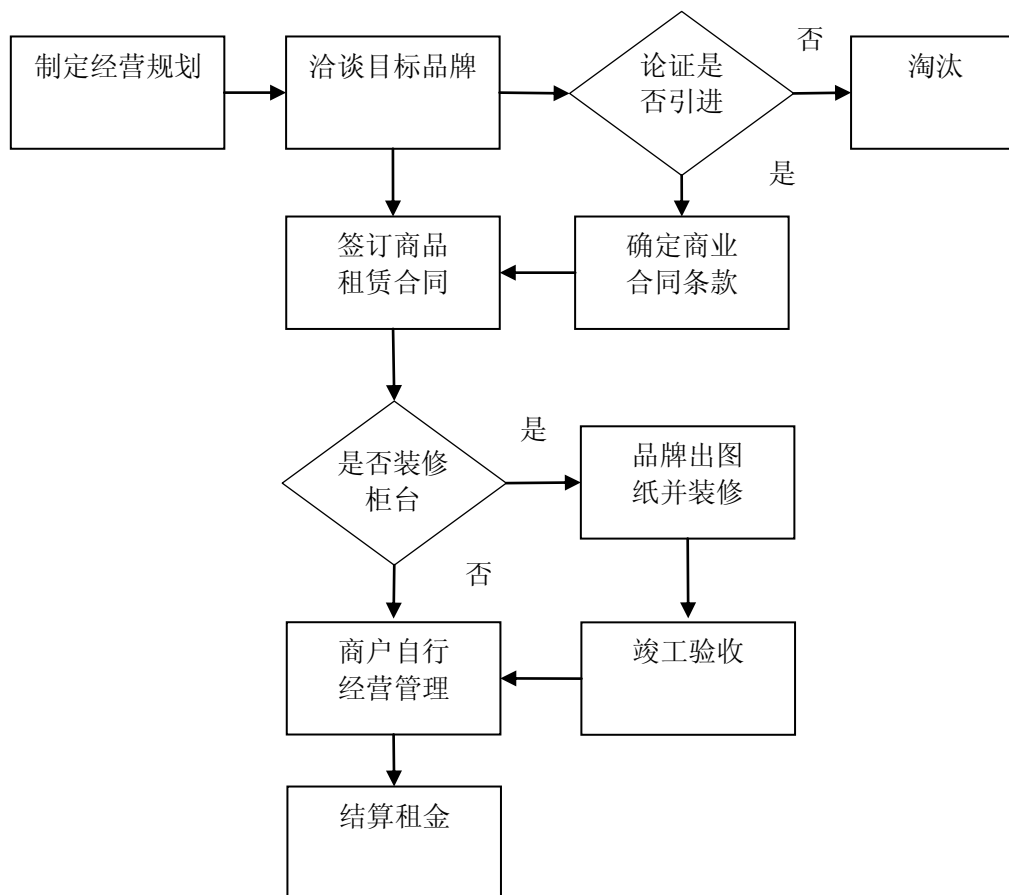 制定经营规划
洽谈目标品牌
论证是
否引进
否
淘汰
是
签订商品
租赁合同
确定商业
合同条款
是否装修
柜台
是
品牌出图
纸并装修
否
商户自行
经营管理
竣工验收
结算租金